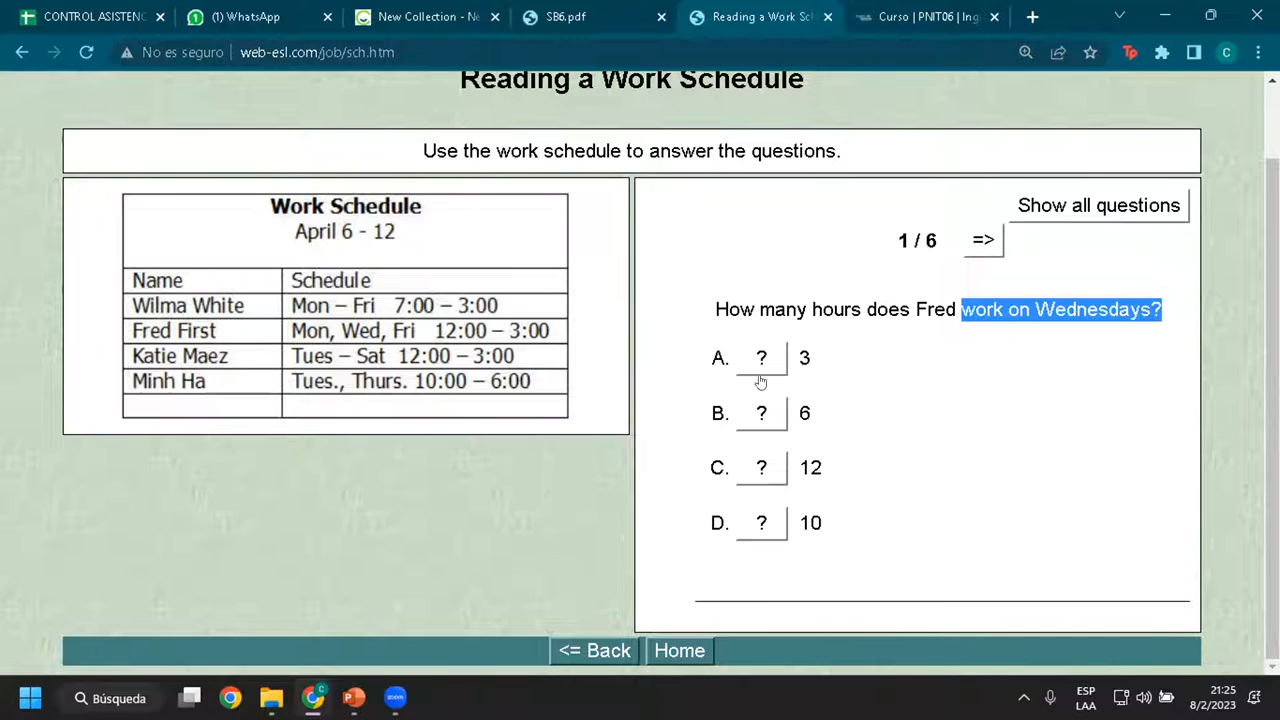 CONTROL ASISTENC
(1) WhatsApp
New Collection - Ne
SB6.pdf
Reading a Work Sch
Curso | PNIT06 | Ing
No es seguro | web-esl.com/job/sch.htm
Reading a Work Schedule
Use the work schedule to answer the questions.
Work Schedule
April 6 - 12
Name Schedule
Wilma White Mon – Fri 7:00 – 3:00
Fred First Mon, Wed, Fri 12:00 – 3:00
Katie Maez Tues – Sat 12:00 – 3:00
Minh Ha Tues., Thurs. 10:00 – 6:00
Show all questions
1 / 6 =>
How many hours does Fred work on Wednesdays?
A. ? 3
B. ? 6
C. ? 12
D. ? 10
<= Back Home
Búsqueda
ESP
LAA
21:25
8/2/2023